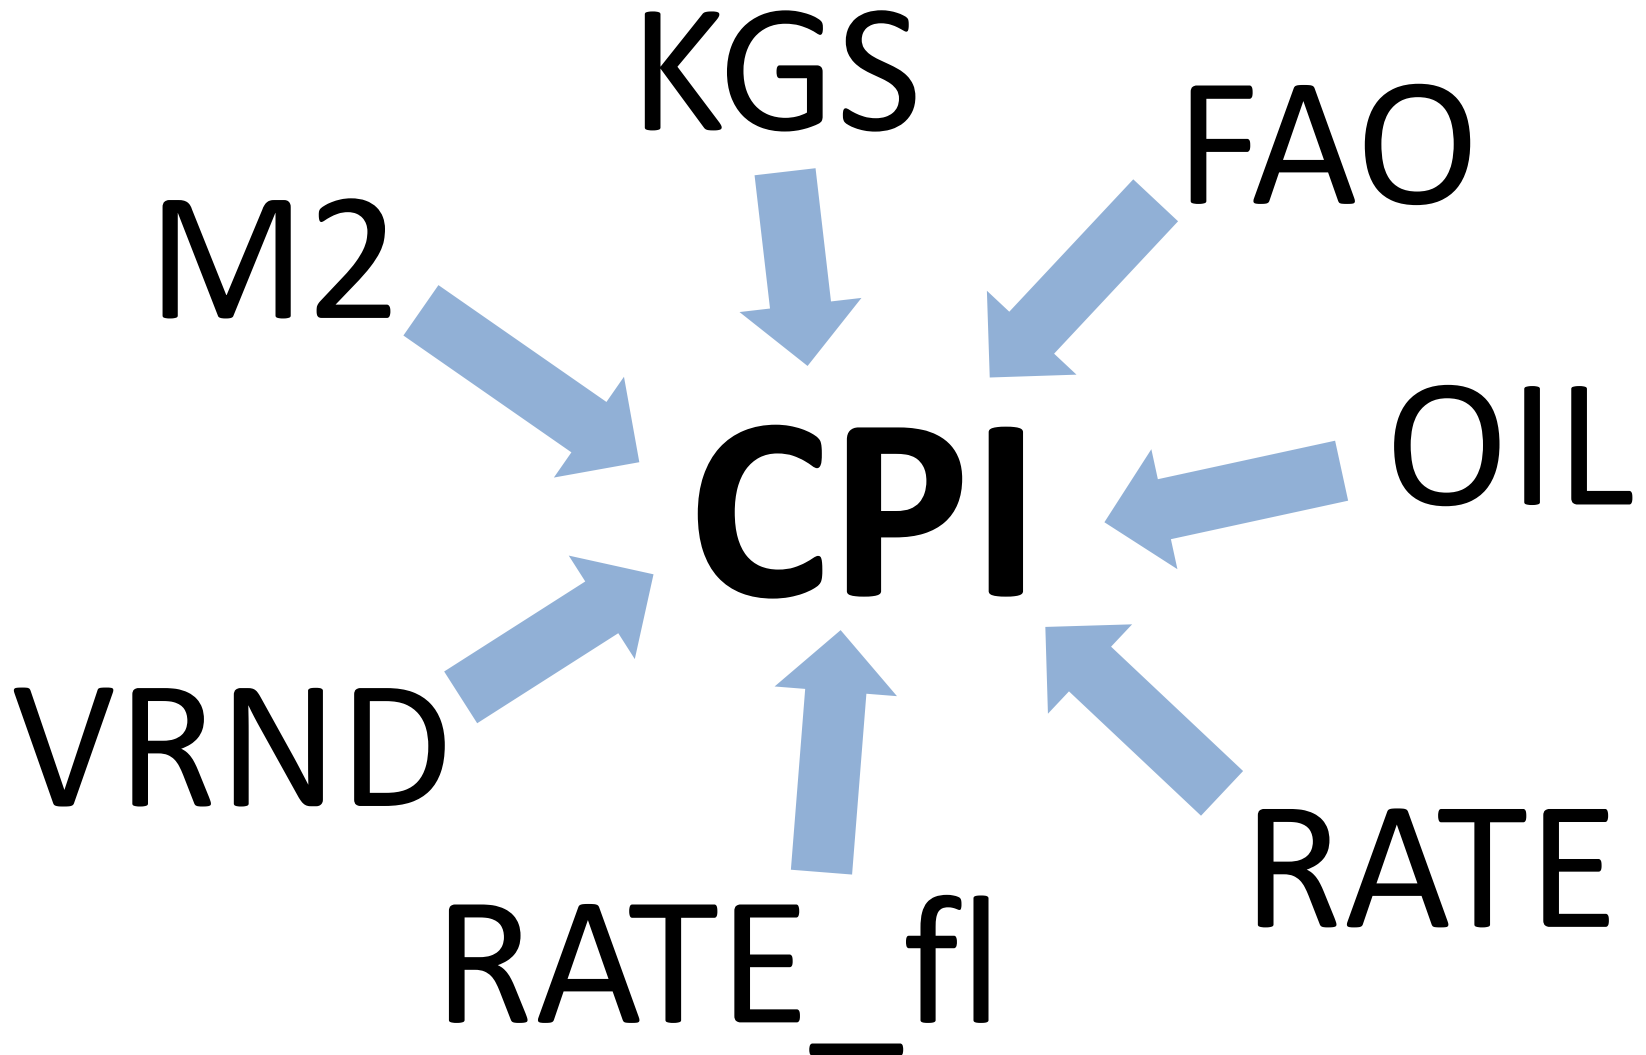 KGS
FAO
M2
OIL
CPI
VRND
RATE
RATE_fl